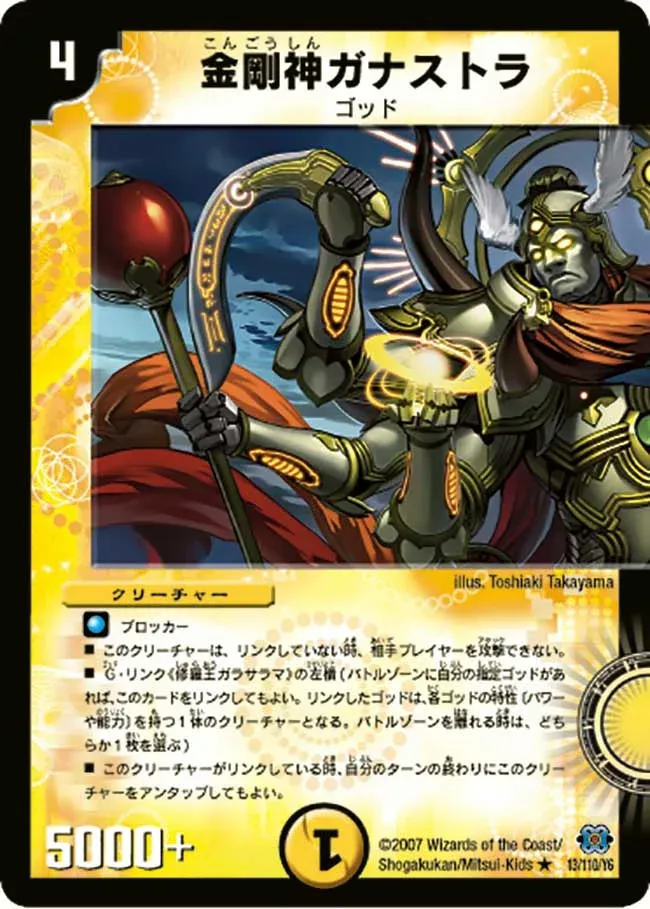 4
こんごうしん
金剛神ガナストラ
ゴッド
illus. Toshiaki Takayama
クリーチャー
ブロッカー
■ このクリーチャーは、リンクしていない時、相手プレイヤーを攻撃できない。
■ G・リンク《修羅王ガラサラマ》の左横(バトルゾーンに自分の指定ゴッドが
あれば、このカードをリンクしてもよい。リンクしたゴッドは、各ゴッドの特性(パワー
や能力)を持つ1体のクリーチャーとなる。バトルゾーンを離れる時は、どち
らか1枚を選ぶ)
■ このクリーチャーがリンクしている時、自分のターンの終わりにこのクリー
チャーをアンタップしてもよい。
5000+
1
©2007 Wizards of the Coast/
Shogakukan/Mitsui-Kids ★ 13/110/Y6